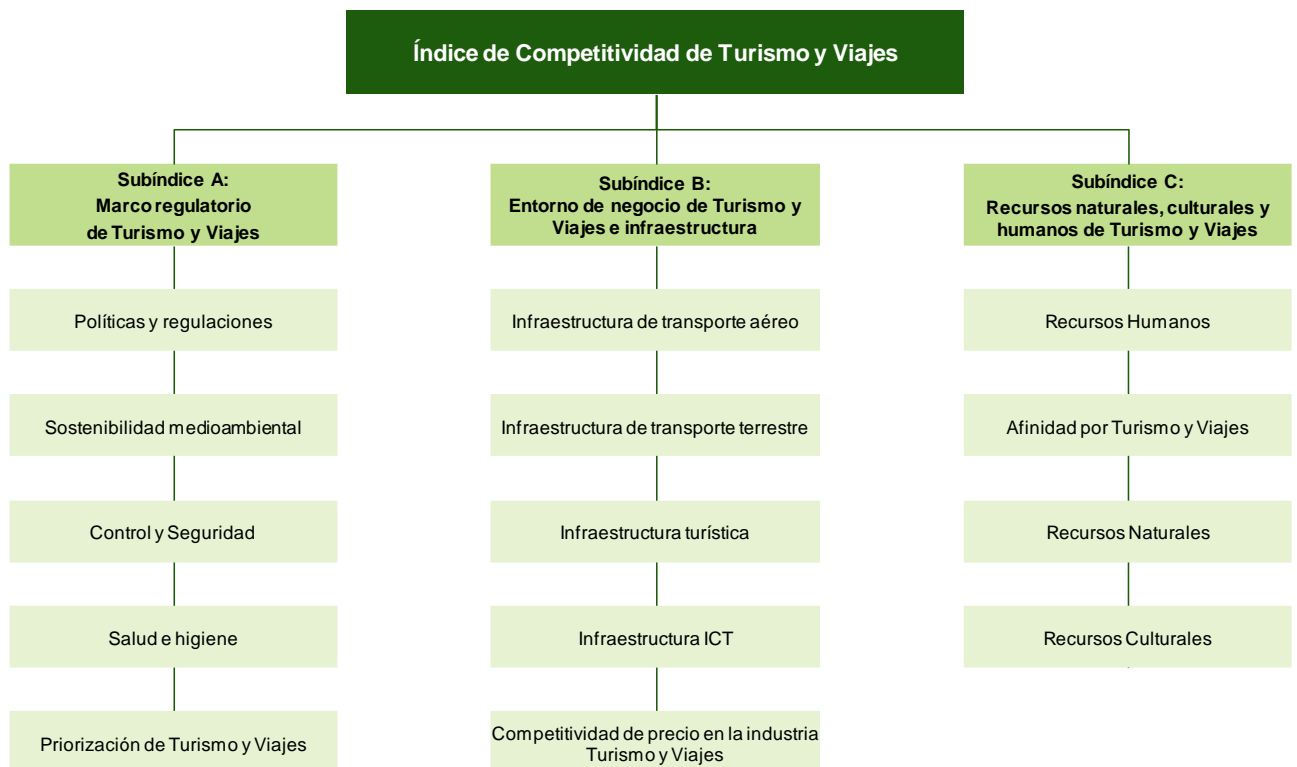 Índice de Competitividad de Turismo y Viajes
Subíndice A:
Marco regulatorio
de Turismo y Viajes
Políticas y regulaciones
Sostenibilidad medioambiental
Control y Seguridad
Salud e higiene
Priorización de Turismo y Viajes
Subíndice B:
Entorno de negocio de Turismo y
Viajes e infraestructura
Infraestructura de transporte aéreo
Infraestructura de transporte terrestre
Infraestructura turística
Infraestructura ICT
Competitividad de precio en la industria
Turismo y Viajes
Subíndice C:
Recursos naturales, culturales y
humanos de Turismo y Viajes
Recursos Humanos
Afinidad por Turismo y Viajes
Recursos Naturales
Recursos Culturales